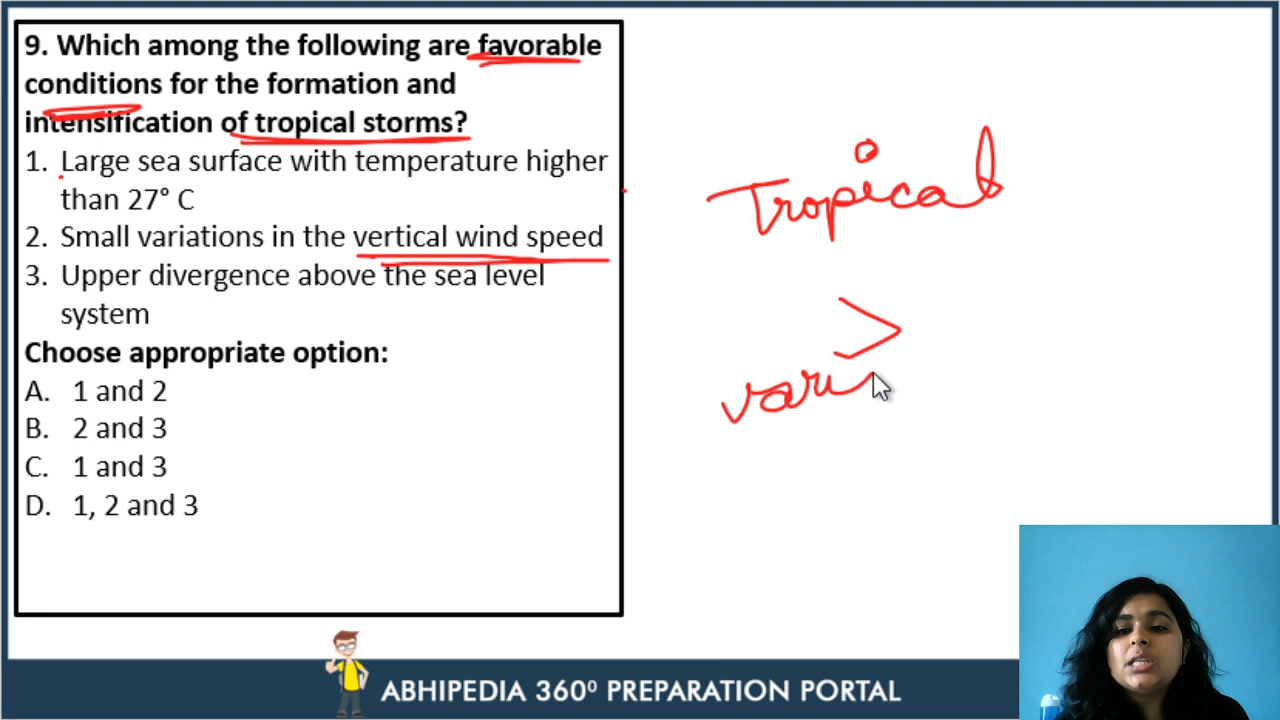 9. Which among the following are favorable
conditions for the formation and
intensification of tropical storms?
1. Large sea surface with temperature higher
than 27° C
2. Small variations in the vertical wind speed
3. Upper divergence above the sea level
system
Choose appropriate option:
A. 1 and 2
B. 2 and 3
C. 1 and 3
D. 1, 2 and 3
Tropical
>
vari
ABHIPEDIA 360⁰ PREPARATION PORTAL